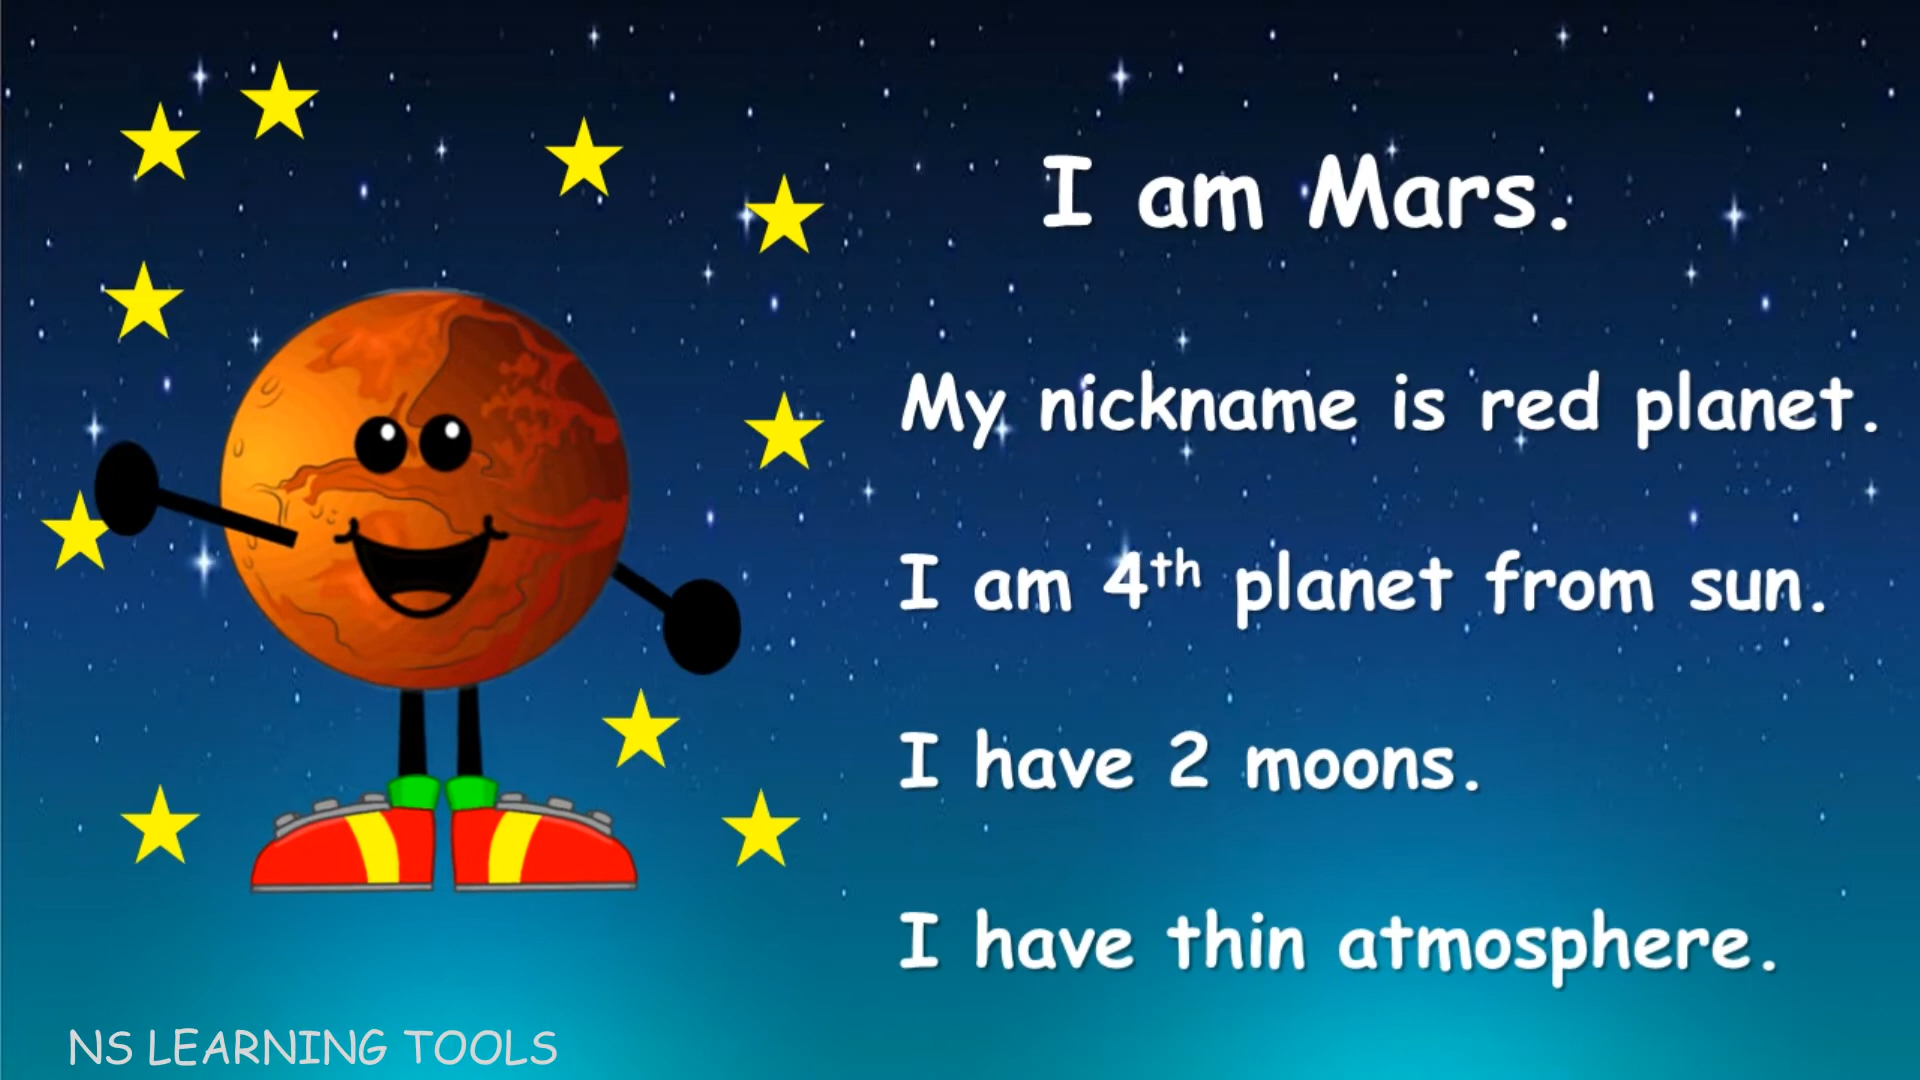 I am Mars.
My nickname is red planet.
I am 4th planet from sun.
I have 2 moons.
I have thin atmosphere.
NS LEARNING TOOLS